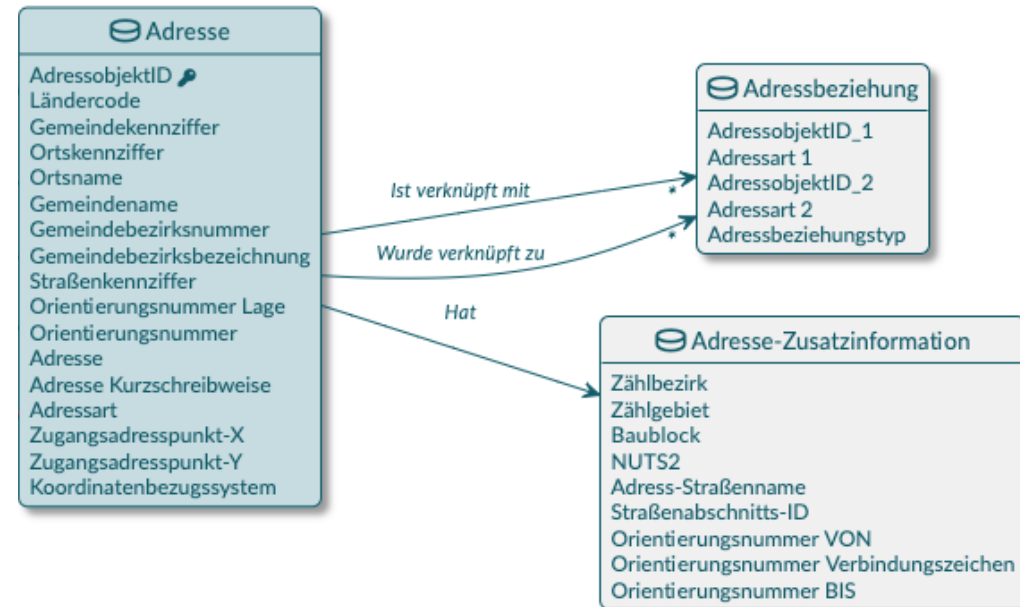 Adresse
AdressobjektID
Ländercode
Gemeindekennziffer
Ortskennziffer
Ortsname
Gemeindename
Gemeindebezirksnummer
Gemeindebezirksbezeichnung
Straßenkennziffer
Orientierungsnummer Lage
Orientierungsnummer
Adresse
Adresse Kurzschreibweise
Adressart
Zugangsadresspunkt-X
Zugangsadresspunkt-Y
Koordinatenbezugssystem
Ist verknüpft mit
*
Wurde verknüpft zu
*
Hat
Adressbeziehung
AdressobjektID_1
Adressart 1
AdressobjektID_2
Adressart 2
Adressbeziehungstyp
Adresse-Zusatzinformation
Zählbezirk
Zählgebiet
Baublock
NUTS2
Adress-Straßenname
Straßenabschnitts-ID
Orientierungsnummer VON
Orientierungsnummer Verbindungszeichen
Orientierungsnummer BIS